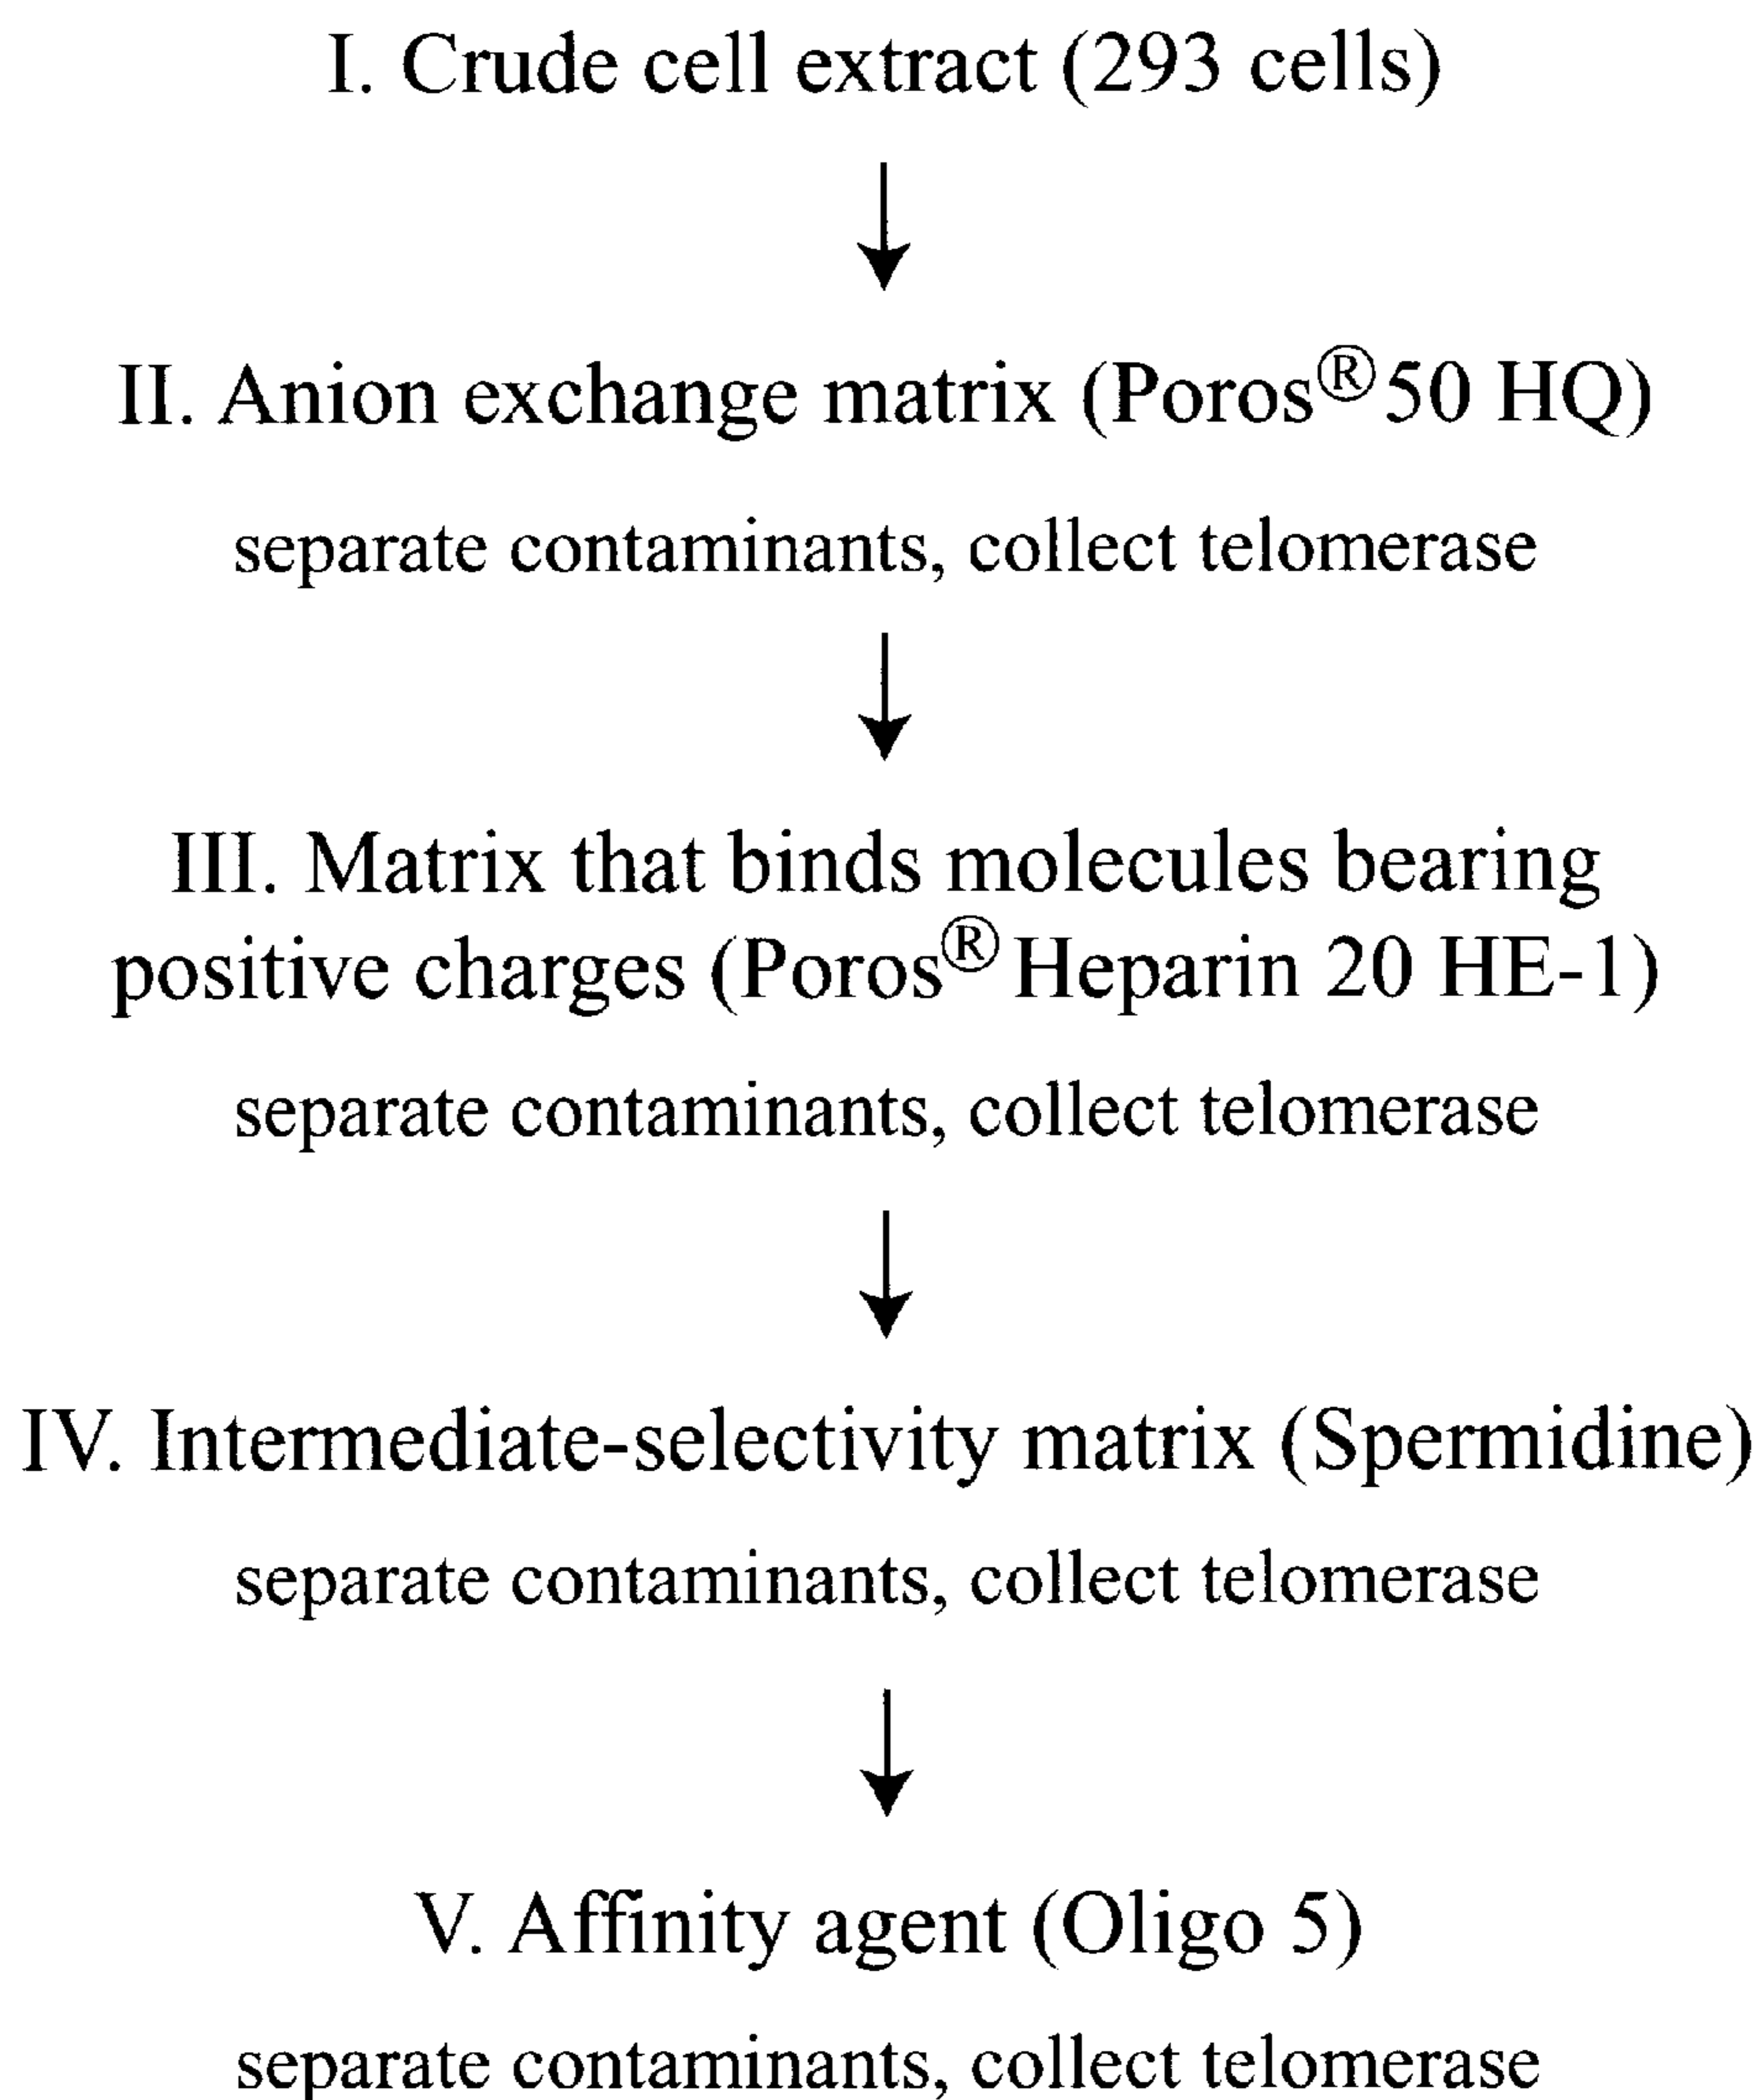 I. Crude cell extract (293 cells)
II. Anion exchange matrix (Poros® 50 HQ)
separate contaminants, collect telomerase
III. Matrix that binds molecules bearing
positive charges (Poros® Heparin 20 HE-1)
separate contaminants, collect telomerase
IV. Intermediate-selectivity matrix (Spermidine)
separate contaminants, collect telomerase
V. Affinity agent (Oligo 5)
separate contaminants, collect telomerase